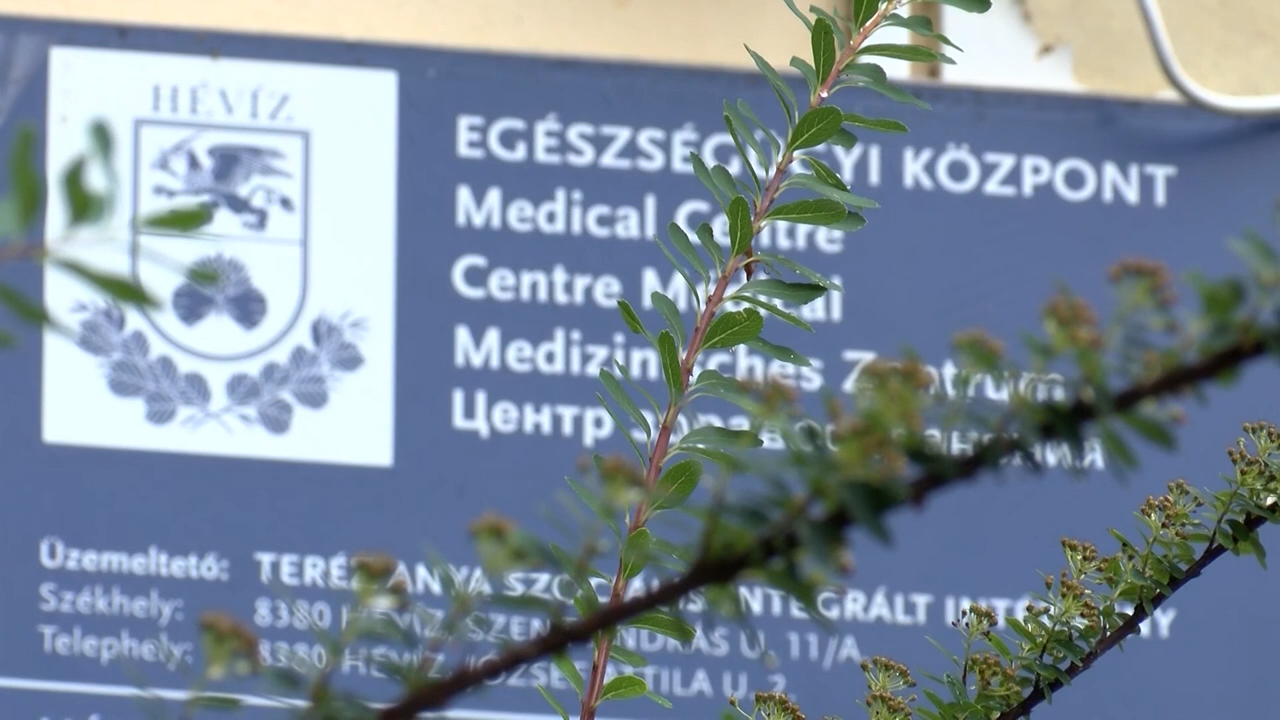 HÉVÍZ
EGÉSZSÉGÜGYI KÖZPONT
Medical Centre
Centre Médical
Medizinisches Zentrum
Центр здравоохранения
Üzemeltető: TERÉZ ANYA SZOCIÁLIS INTEGRÁLT INTÉZMÉNY
Székhely: 8380 HÉVÍZ, SZENT ANDRÁS U. 11/A.
Telephely: 8380 HÉVÍZ, JÓZSEF ATTILA U. 2.